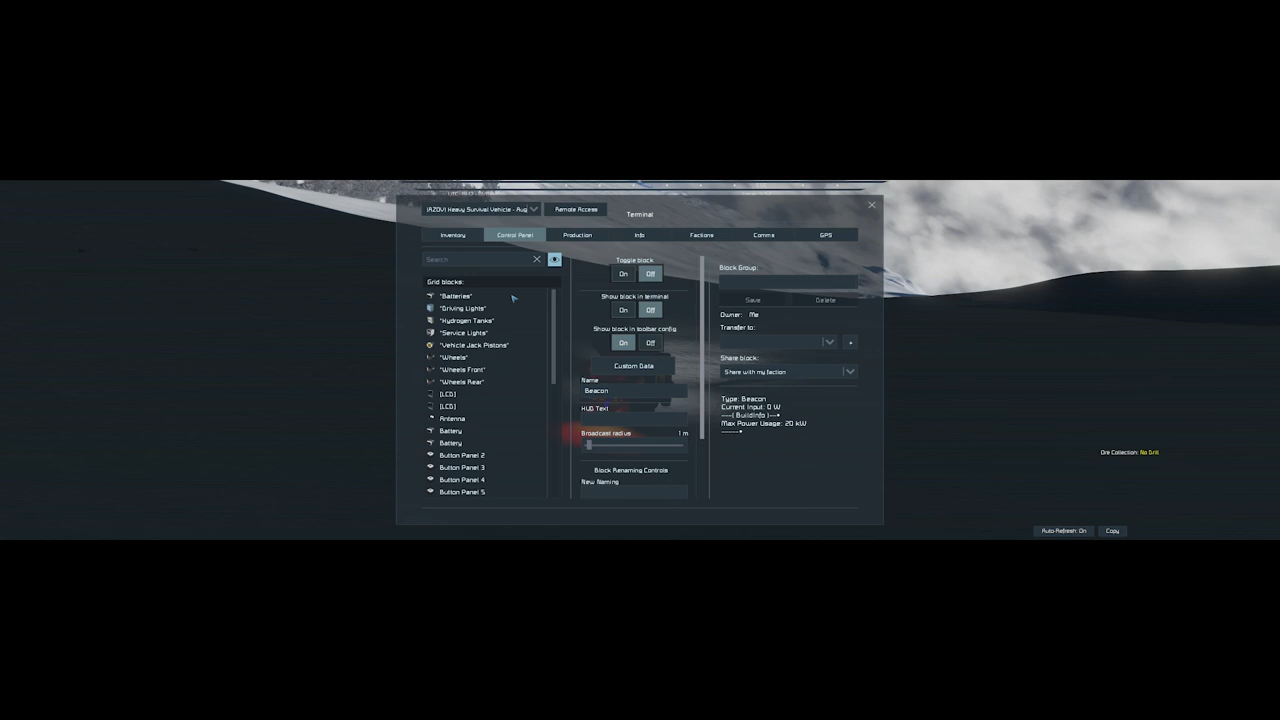 [AZOV] Heavy Survival Vehicle - Aug
Remote Access
Terminal
Inventory
Control Panel
Production
Info
Factions
Comms
GPS
Search
Grid blocks:
"Batteries"
"Driving Lights"
"Hydrogen Tanks"
"Service Lights"
"Vehicle Jack Pistons"
"Wheels"
"Wheels Front"
"Wheels Rear"
[LCD]
[LCD]
Antenna
Battery
Battery
Button Panel 2
Button Panel 3
Button Panel 4
Button Panel 5
Toggle block
On Off
Show block in terminal
On Off
Show block in toolbar config
On Off
Custom Data
Name
Beacon
HUD Text
Broadcast radius 1 m
Block Renaming Controls
New Naming
Block Group:
Save Delete
Owner: Me
Transfer to:
Share block:
Share with my faction
Type: Beacon
Current Input: 0 W
---{ BuildInfo }--•
Max Power Usage: 20 kW
------•
Ore Collection: No Drill
Auto-Refresh: On
Copy